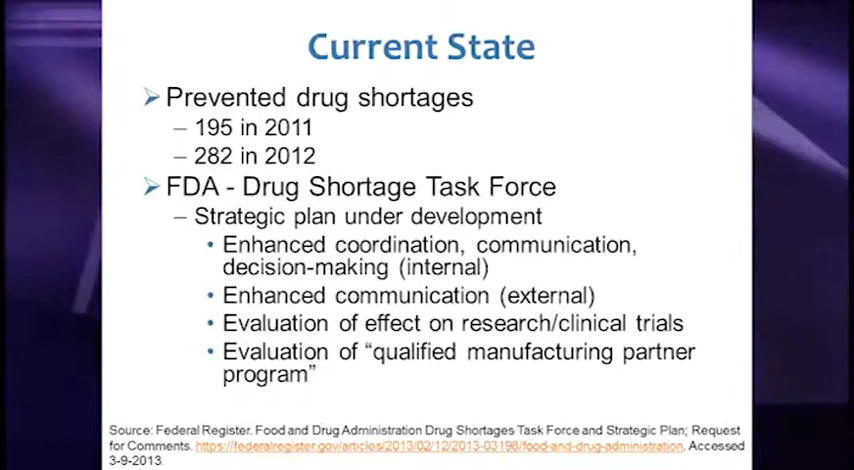 Current State
➢ Prevented drug shortages
– 195 in 2011
– 282 in 2012
➢ FDA - Drug Shortage Task Force
– Strategic plan under development
• Enhanced coordination, communication,
decision-making (internal)
• Enhanced communication (external)
• Evaluation of effect on research/clinical trials
• Evaluation of “qualified manufacturing partner
program”
Source: Federal Register. Food and Drug Administration Drug Shortages Task Force and Strategic Plan; Request
for Comments. https://federalregister.gov/articles/2013/02/12/2013-03198/food-and-drug-administration. Accessed
3-9-2013.